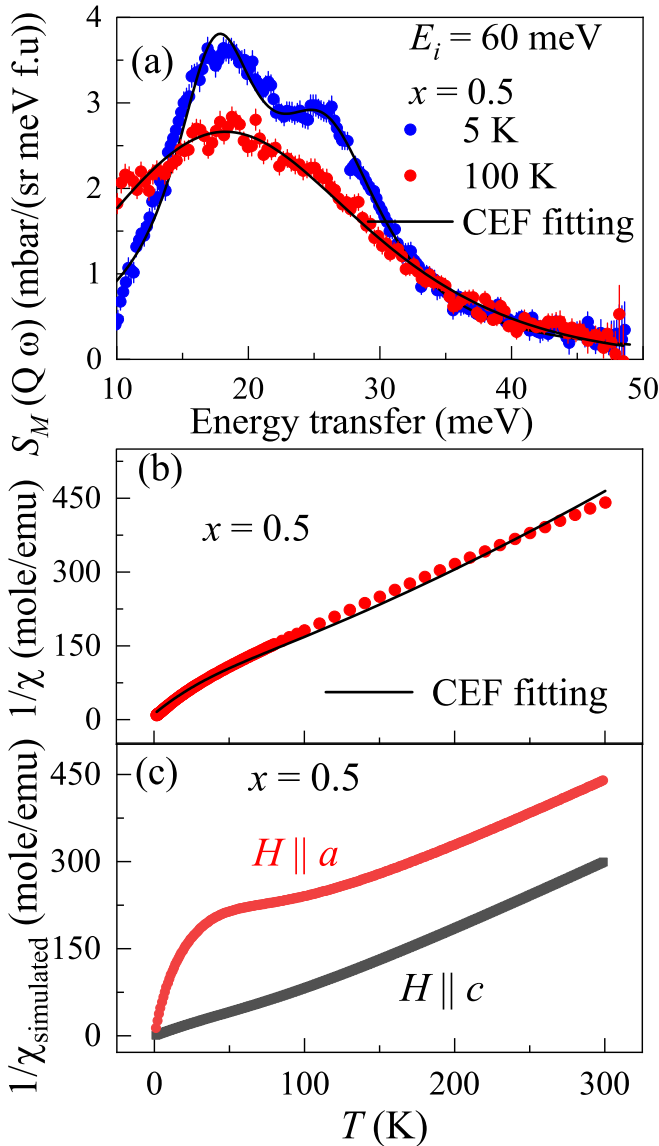 S_M (Q ω) (mbar/(sr meV f.u))
4
3
2
1
0
(a)
E_i = 60 meV
x = 0.5
5 K
100 K
CEF fitting
10 20 30 40 50
Energy transfer (meV)
1/χ (mole/emu)
450
300
150
0
(b)
x = 0.5
CEF fitting
1/χ_simulated (mole/emu)
450
300
150
0
(c)
x = 0.5
H || a
H || c
0 100 200 300
T (K)